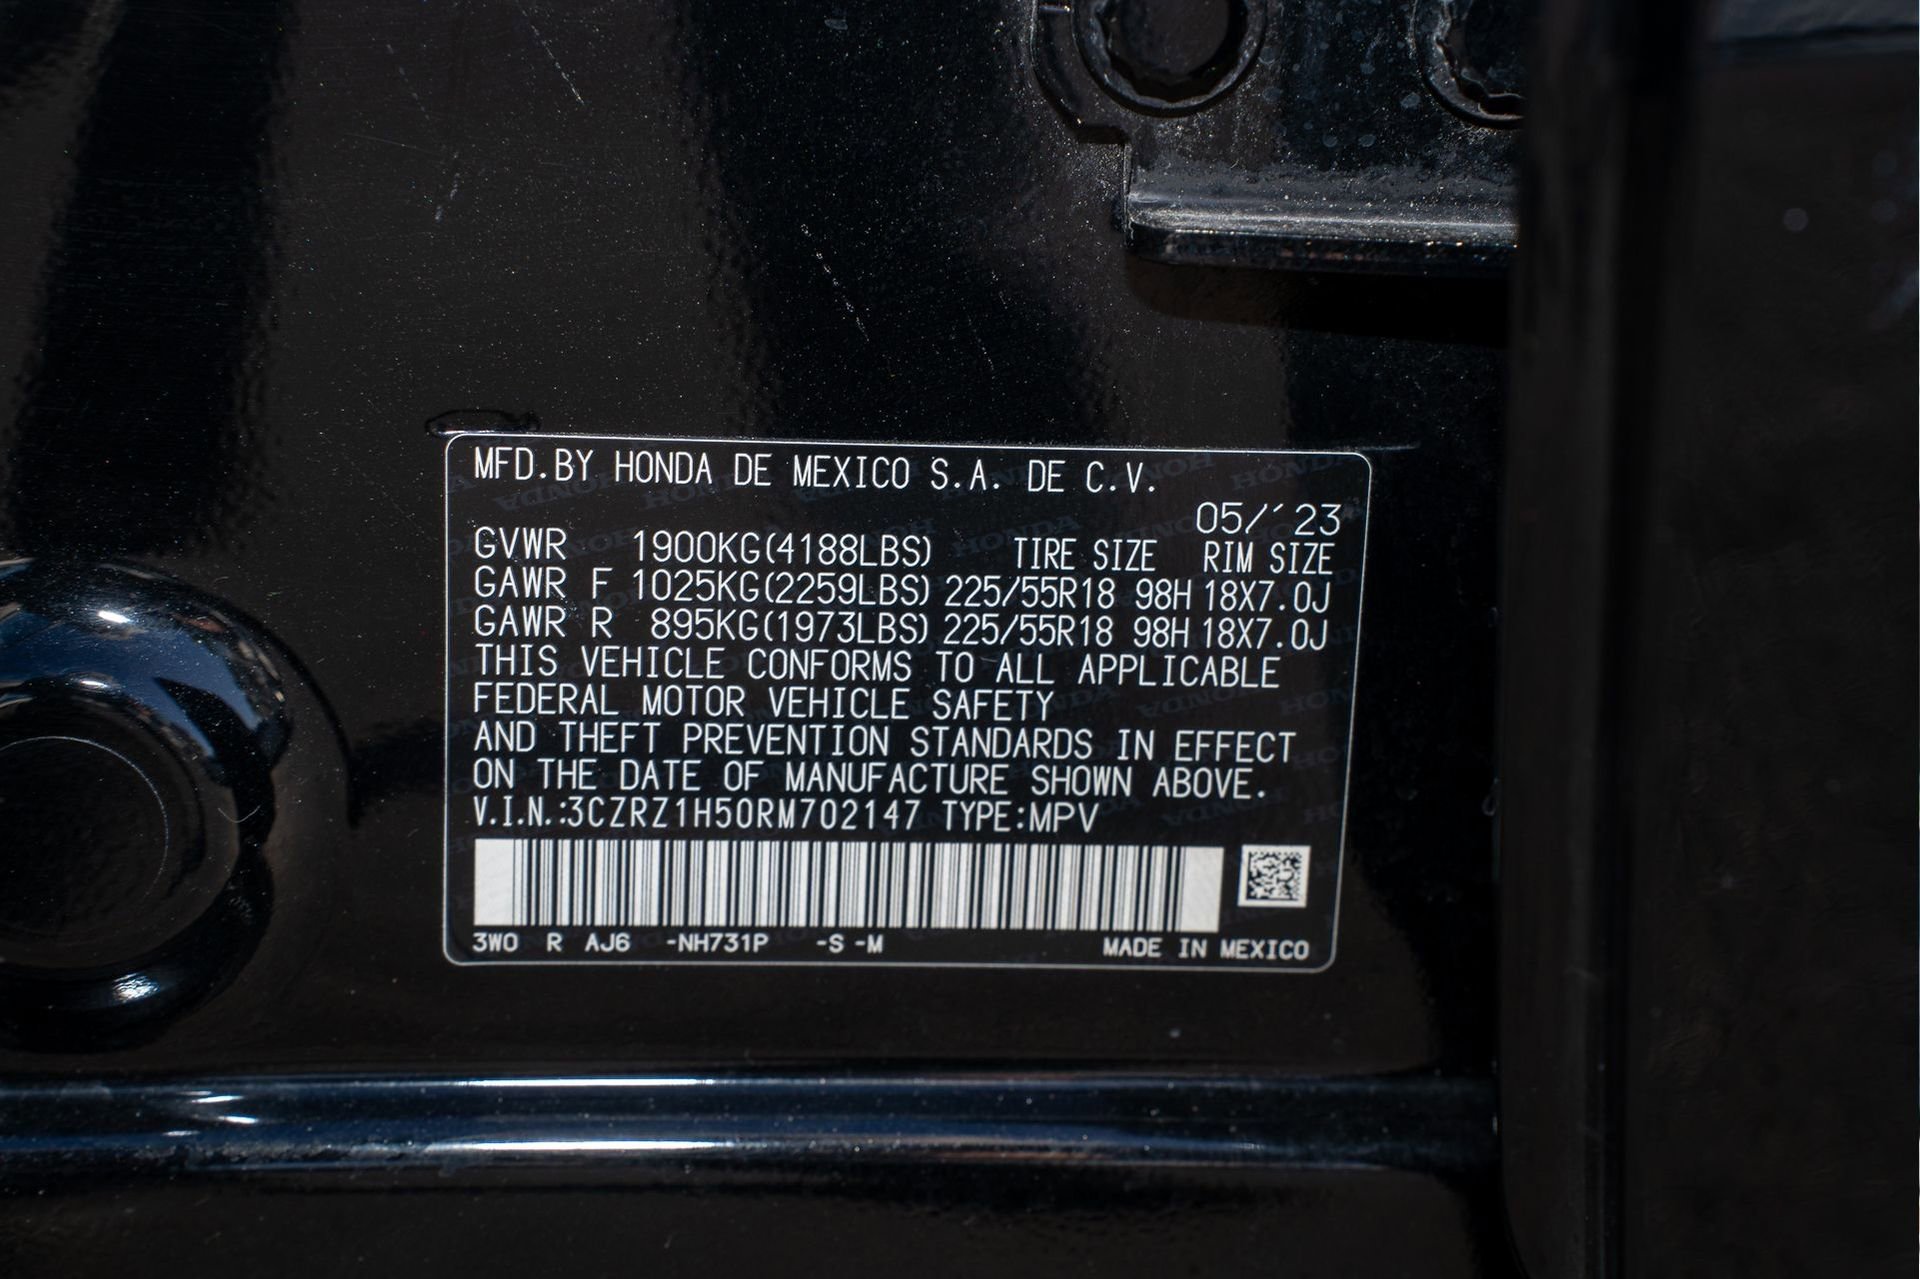 MFD.BY HONDA DE MEXICO S.A. DE C.V.
05/´23
GVWR 1900KG(4188LBS) TIRE SIZE RIM SIZE
GAWR F 1025KG(2259LBS) 225/55R18 98H 18X7.0J
GAWR R 895KG(1973LBS) 225/55R18 98H 18X7.0J
THIS VEHICLE CONFORMS TO ALL APPLICABLE
FEDERAL MOTOR VEHICLE SAFETY
AND THEFT PREVENTION STANDARDS IN EFFECT
ON THE DATE OF MANUFACTURE SHOWN ABOVE.
V.I.N.:3CZRZ1H50RM702147 TYPE:MPV
3W0 R AJ6 -NH731P -S -M MADE IN MEXICO